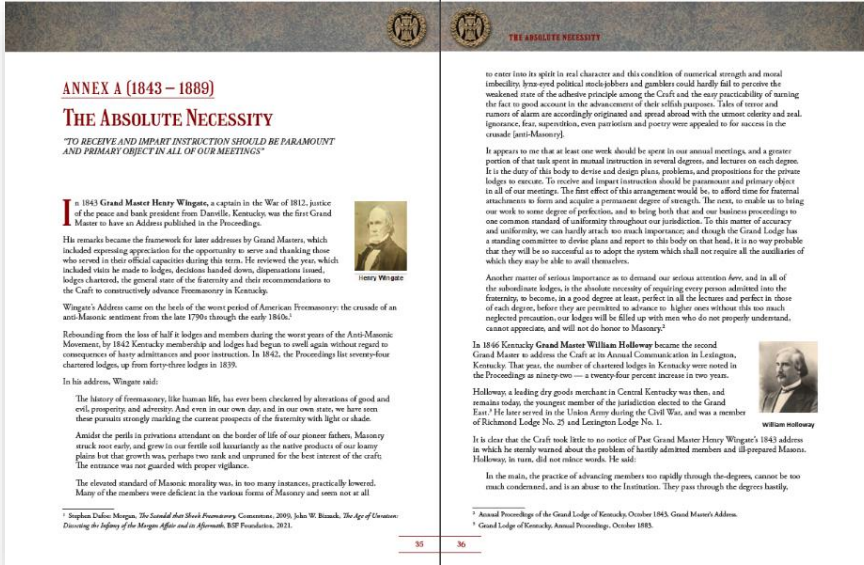 ANNEX A (1843 – 1889)
THE ABSOLUTE NECESSITY
"TO RECEIVE AND IMPART INSTRUCTION SHOULD BE PARAMOUNT
AND PRIMARY OBJECT IN ALL OF OUR MEETINGS"
In 1843 Grand Master Henry Wingate, a captain in the War of 1812, justice
of the peace and bank president from Danville, Kentucky, was the first Grand
Master to have an Address published in the Proceedings.
His remarks became the framework for later addresses by Grand Masters, which
included expressing appreciation for the opportunity to serve and thanking those
who served in their official capacities during this term. He reviewed the year, which
included visits he made to lodges, decisions handed down, dispensations issued,
lodges chartered, the general state of the fraternity and their recommendations to
the Craft to constructively advance Freemasonry in Kentucky.
Henry Wingate
Wingate's Address came on the heels of the worst period of American Freemasonry: the crusade of an
anti-Masonic sentiment from the late 1790s through the early 1840s.¹
Rebounding from the loss of half it lodges and members during the worst years of the Anti-Masonic
Movement, by 1842 Kentucky membership and lodges had begun to swell again without regard to
consequences of hasty admittances and poor instruction. In 1842, the Proceedings list seventy-four
chartered lodges, up from forty-three lodges in 1839.
In his address, Wingate said:
The history of freemasonry, like human life, has ever been checkered by alterations of good and
evil, prosperity, and adversity. And even in our own day, and in our own state, we have seen
these pursuits strongly marking the current prospects of the fraternity with light or shade.
Amidst the perils in privations attendant on the border of life of our pioneer fathers, Masonry
struck root early, and grew in our fertile soil luxuriantly as the native products of our loamy
plains but that growth was, perhaps two rank and unpruned for the best interest of the craft;
The entrance was not guarded with proper vigilance.
The elevated standard of Masonic morality was, in too many instances, practically lowered.
Many of the members were deficient in the various forms of Masonry and seem not at all
¹ Stephen Dafoe: Morgan, The Scandal that Shook Freemasonry, Cornerstone, 2009. John W. Bizzack, The Age of Unreason:
Dissecting the Infamy of the Morgan Affair and its Aftermath, BSF Foundation, 2021.
35
THE ABSOLUTE NECESSITY
to enter into its spirit in real character and this condition of numerical strength and moral
imbecility, lynx-eyed political stock-jobbers and gamblers could hardly fail to perceive the
weakened state of the adhesive principle among the Craft and the easy practicability of turning
the fact to good account in the advancement of their selfish purposes. Tales of terror and
rumors of alarm are accordingly originated and spread abroad with the utmost celerity and zeal.
ignorance, fear, superstition, even patriotism and poetry were appealed to for success in the
crusade [anti-Masonry].
It appears to me that at least one week should be spent in our annual meetings, and a greater
portion of that task spent in mutual instruction in several degrees, and lectures on each degree.
It is the duty of this body to devise and design plans, problems, and propositions for the private
lodges to execute. To receive and impart instruction should be paramount and primary object
in all of our meetings. The first effect of this arrangement would be, to afford time for fraternal
attachments to form and acquire a permanent degree of strength. The next, to enable us to bring
our work to some degree of perfection, and to bring both that and our business proceedings to
one common standard of uniformity throughout our jurisdiction. To this matter of accuracy
and uniformity, we can hardly attach too much importance; and though the Grand Lodge has
a standing committee to devise plans and report to this body on that head, it is no way probable
that they will be so successful as to adopt the system which shall not require all the auxiliaries of
which they may be able to avail themselves.
Another matter of serious importance as to demand our serious attention here, and in all of
the subordinate lodges, is the absolute necessity of requiring every person admitted into the
fraternity, to become, in a good degree at least, perfect in all the lectures and perfect in those
of each degree, before they are permitted to advance to higher ones without this too much
neglected precaution, our lodges will be filled up with men who do not properly understand,
cannot appreciate, and will not do honor to Masonry.²
In 1846 Kentucky Grand Master William Holloway became the second
Grand Master to address the Craft at its Annual Communication in Lexington,
Kentucky. That year, the number of chartered lodges in Kentucky were noted in
the Proceedings as ninety-two — a twenty-four percent increase in two years.
Holloway, a leading dry goods merchant in Central Kentucky was then, and
remains today, the youngest member of the jurisdiction elected to the Grand
East.³ He later served in the Union Army during the Civil War, and was a member
of Richmond Lodge No. 25 and Lexington Lodge No. 1.
William Holloway
It is clear that the Craft took little to no notice of Past Grand Master Henry Wingate's 1843 address
in which he sternly warned about the problem of hastily admitted members and ill-prepared Masons.
Holloway, in turn, did not mince words. He said:
In the main, the practice of advancing members too rapidly through the-degrees, cannot be too
much condemned, and is an abuse to the Institution. They pass through the degrees hastily,
² Annual Proceedings of the Grand Lodge of Kentucky, October 1843, Grand Master's Address.
³ Grand Lodge of Kentucky, Annual Proceedings, October 1883.
36